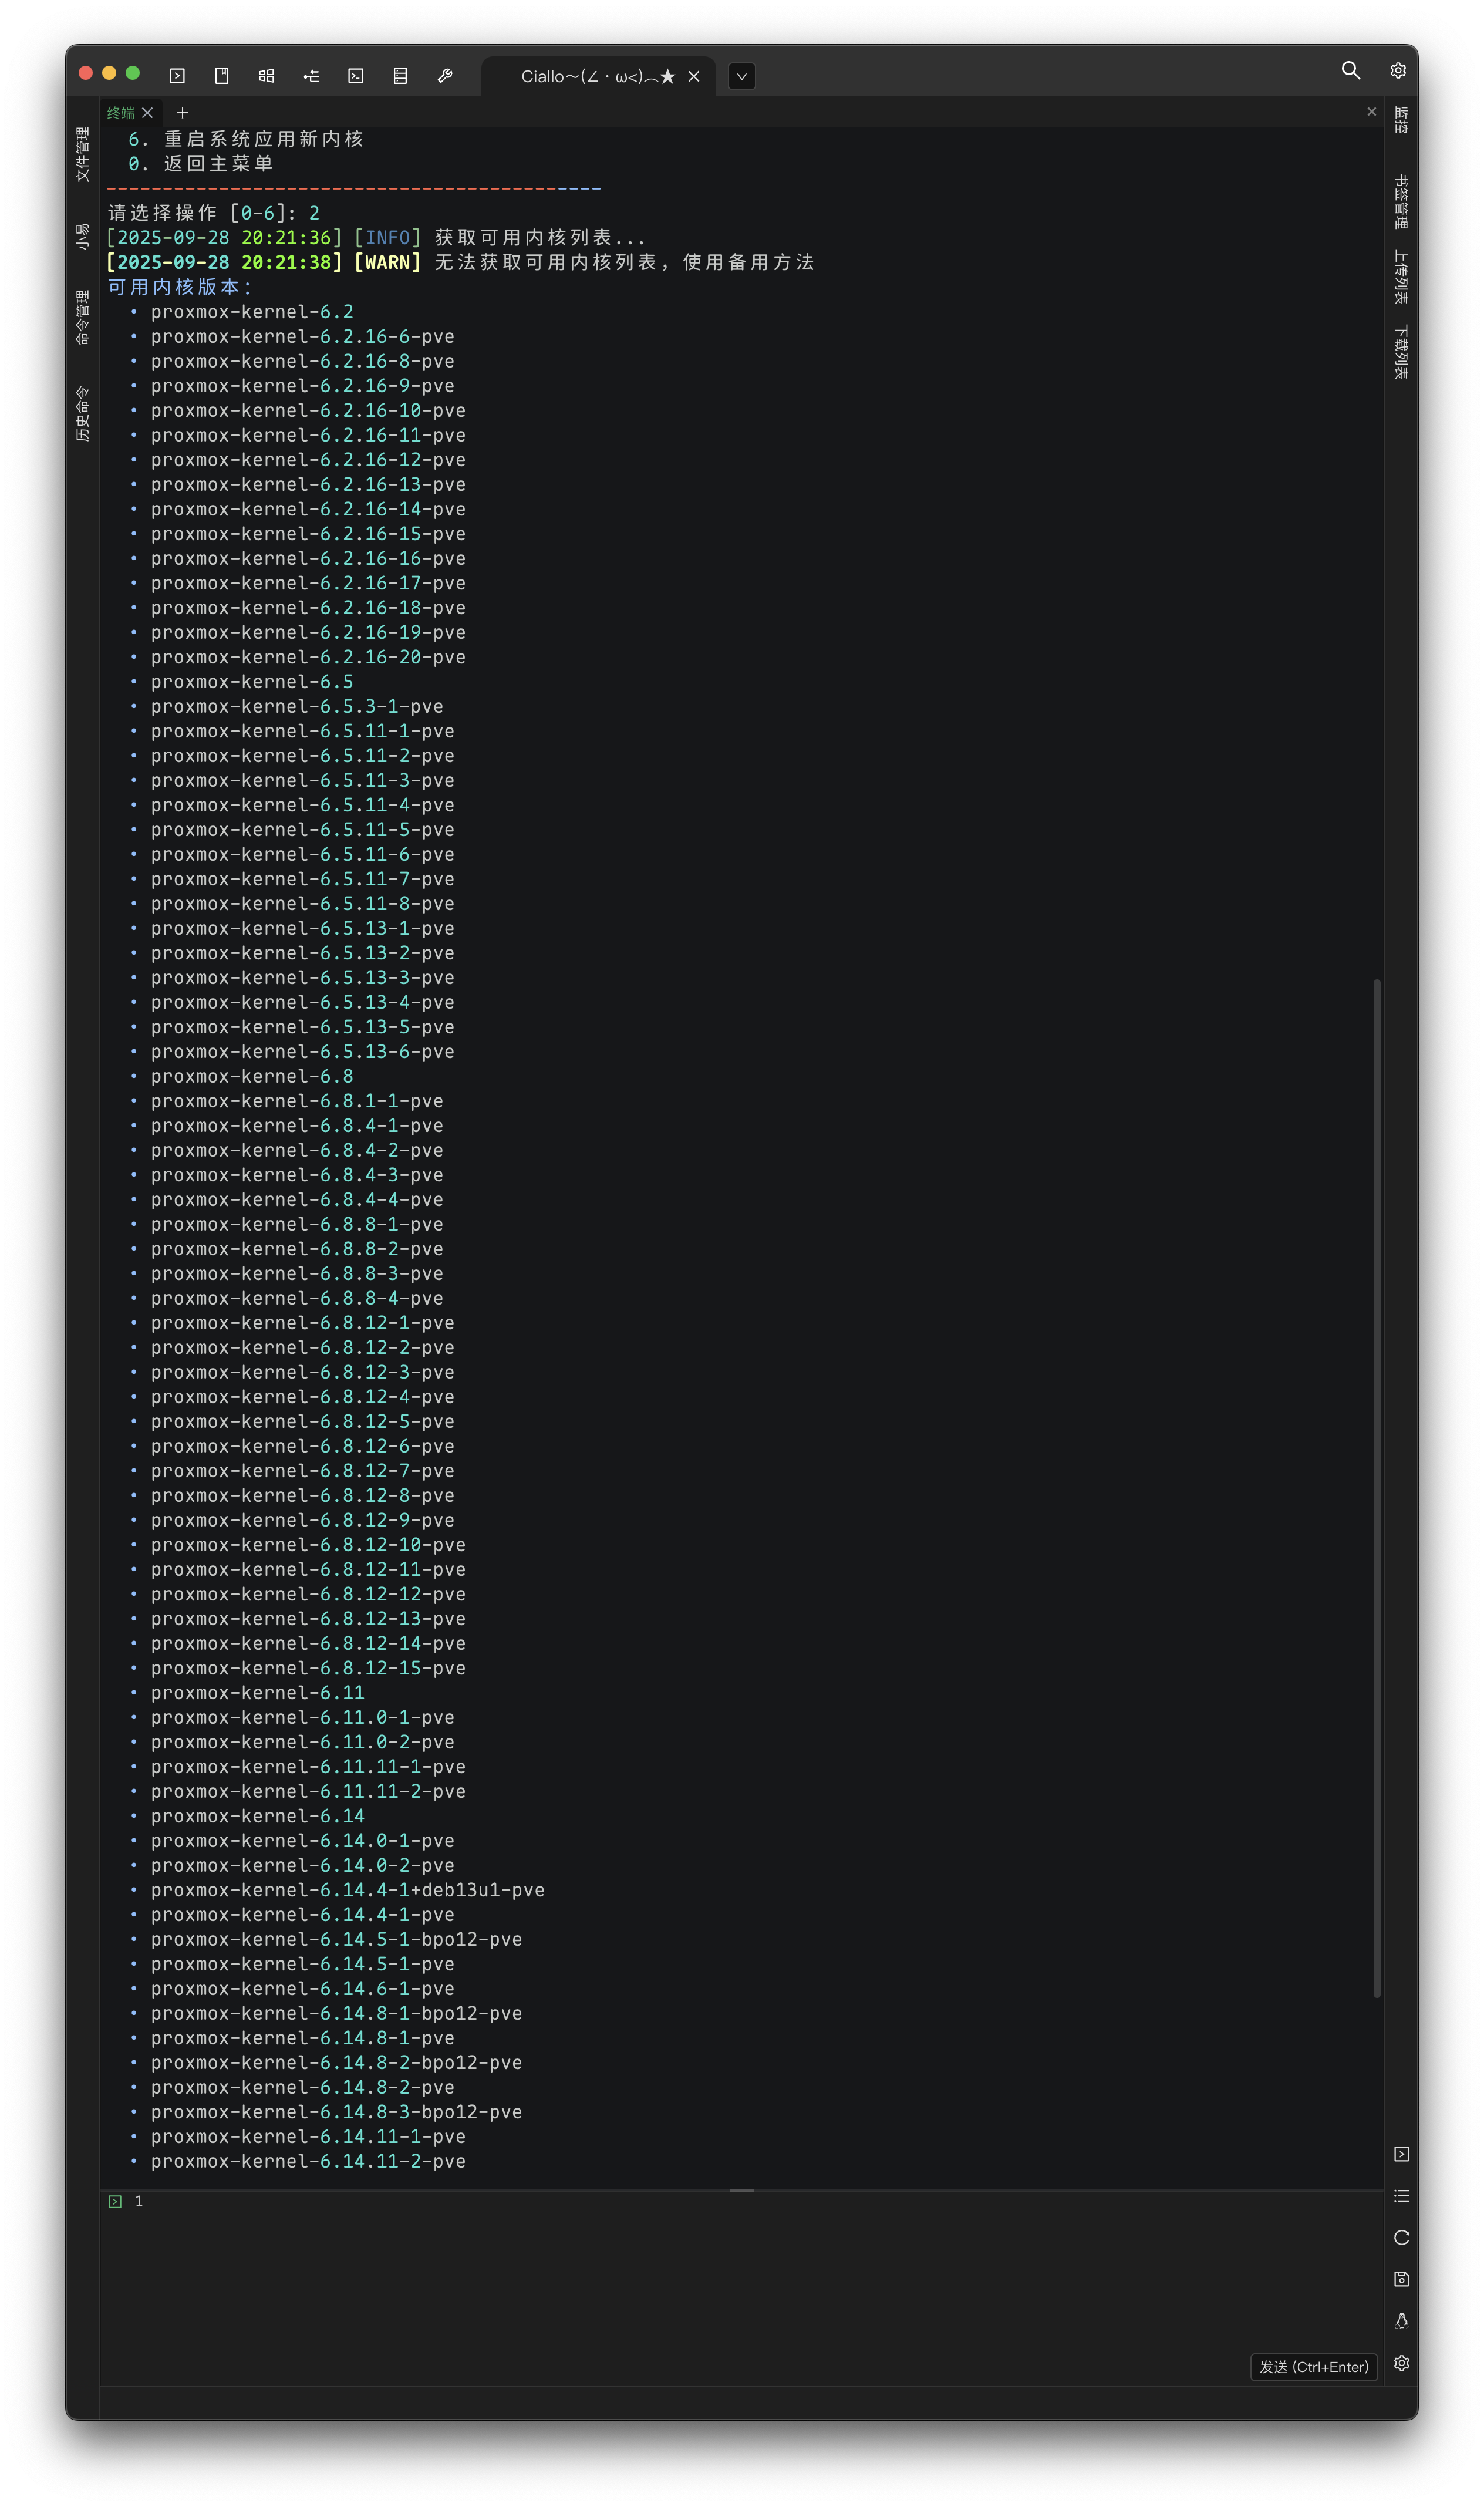 Ciallo～(∠・ω<)⌒★
终端
6. 重启系统应用新内核
0. 返回主菜单
--------------------------------------------
请选择操作 [0-6]: 2
[2025-09-28 20:21:36] [INFO] 获取可用内核列表...
[2025-09-28 20:21:38] [WARN] 无法获取可用内核列表，使用备用方法
可用内核版本:
• proxmox-kernel-6.2
• proxmox-kernel-6.2.16-6-pve
• proxmox-kernel-6.2.16-8-pve
• proxmox-kernel-6.2.16-9-pve
• proxmox-kernel-6.2.16-10-pve
• proxmox-kernel-6.2.16-11-pve
• proxmox-kernel-6.2.16-12-pve
• proxmox-kernel-6.2.16-13-pve
• proxmox-kernel-6.2.16-14-pve
• proxmox-kernel-6.2.16-15-pve
• proxmox-kernel-6.2.16-16-pve
• proxmox-kernel-6.2.16-17-pve
• proxmox-kernel-6.2.16-18-pve
• proxmox-kernel-6.2.16-19-pve
• proxmox-kernel-6.2.16-20-pve
• proxmox-kernel-6.5
• proxmox-kernel-6.5.3-1-pve
• proxmox-kernel-6.5.11-1-pve
• proxmox-kernel-6.5.11-2-pve
• proxmox-kernel-6.5.11-3-pve
• proxmox-kernel-6.5.11-4-pve
• proxmox-kernel-6.5.11-5-pve
• proxmox-kernel-6.5.11-6-pve
• proxmox-kernel-6.5.11-7-pve
• proxmox-kernel-6.5.11-8-pve
• proxmox-kernel-6.5.13-1-pve
• proxmox-kernel-6.5.13-2-pve
• proxmox-kernel-6.5.13-3-pve
• proxmox-kernel-6.5.13-4-pve
• proxmox-kernel-6.5.13-5-pve
• proxmox-kernel-6.5.13-6-pve
• proxmox-kernel-6.8
• proxmox-kernel-6.8.1-1-pve
• proxmox-kernel-6.8.4-1-pve
• proxmox-kernel-6.8.4-2-pve
• proxmox-kernel-6.8.4-3-pve
• proxmox-kernel-6.8.4-4-pve
• proxmox-kernel-6.8.8-1-pve
• proxmox-kernel-6.8.8-2-pve
• proxmox-kernel-6.8.8-3-pve
• proxmox-kernel-6.8.8-4-pve
• proxmox-kernel-6.8.12-1-pve
• proxmox-kernel-6.8.12-2-pve
• proxmox-kernel-6.8.12-3-pve
• proxmox-kernel-6.8.12-4-pve
• proxmox-kernel-6.8.12-5-pve
• proxmox-kernel-6.8.12-6-pve
• proxmox-kernel-6.8.12-7-pve
• proxmox-kernel-6.8.12-8-pve
• proxmox-kernel-6.8.12-9-pve
• proxmox-kernel-6.8.12-10-pve
• proxmox-kernel-6.8.12-11-pve
• proxmox-kernel-6.8.12-12-pve
• proxmox-kernel-6.8.12-13-pve
• proxmox-kernel-6.8.12-14-pve
• proxmox-kernel-6.8.12-15-pve
• proxmox-kernel-6.11
• proxmox-kernel-6.11.0-1-pve
• proxmox-kernel-6.11.0-2-pve
• proxmox-kernel-6.11.11-1-pve
• proxmox-kernel-6.11.11-2-pve
• proxmox-kernel-6.14
• proxmox-kernel-6.14.0-1-pve
• proxmox-kernel-6.14.0-2-pve
• proxmox-kernel-6.14.4-1+deb13u1-pve
• proxmox-kernel-6.14.4-1-pve
• proxmox-kernel-6.14.5-1-bpo12-pve
• proxmox-kernel-6.14.5-1-pve
• proxmox-kernel-6.14.6-1-pve
• proxmox-kernel-6.14.8-1-bpo12-pve
• proxmox-kernel-6.14.8-1-pve
• proxmox-kernel-6.14.8-2-bpo12-pve
• proxmox-kernel-6.14.8-2-pve
• proxmox-kernel-6.14.8-3-bpo12-pve
• proxmox-kernel-6.14.11-1-pve
• proxmox-kernel-6.14.11-2-pve
1
发送 (Ctrl+Enter)
文件管理
小易
命令管理
历史命令
监控
书签管理
上传列表
下载列表